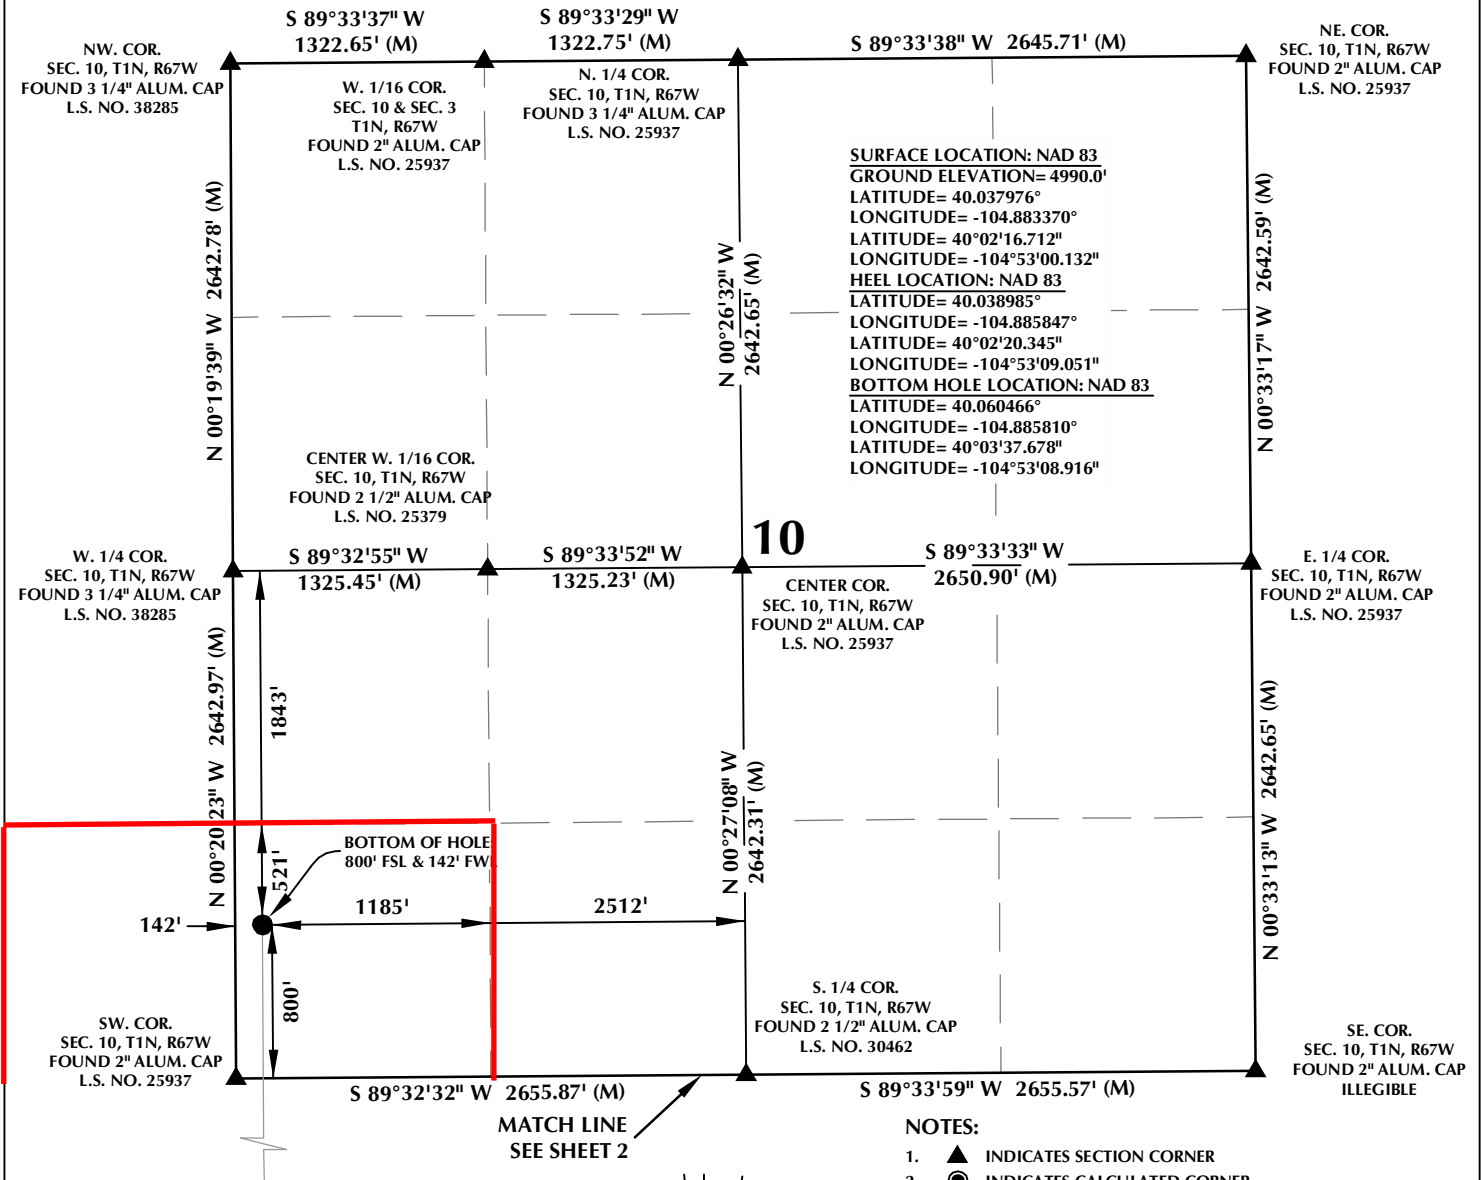 S 89°33'37" W
1322.65' (M)
S 89°33'29" W
1322.75' (M)
S 89°33'38" W 2645.71' (M)
NW. COR.
SEC. 10, T1N, R67W
FOUND 3 1/4" ALUM. CAP
L.S. NO. 38285
W. 1/16 COR.
SEC. 10 & SEC. 3
T1N, R67W
FOUND 2" ALUM. CAP
L.S. NO. 25937
N. 1/4 COR.
SEC. 10, T1N, R67W
FOUND 3 1/4" ALUM. CAP
L.S. NO. 25937
NE. COR.
SEC. 10, T1N, R67W
FOUND 2" ALUM. CAP
L.S. NO. 25937
SURFACE LOCATION: NAD 83
GROUND ELEVATION= 4990.0'
LATITUDE= 40.037976°
LONGITUDE= -104.883370°
LATITUDE= 40°02'16.712"
LONGITUDE= -104°53'00.132"
HEEL LOCATION: NAD 83
LATITUDE= 40.038985°
LONGITUDE= -104.885847°
LATITUDE= 40°02'20.345"
LONGITUDE= -104°53'09.051"
BOTTOM HOLE LOCATION: NAD 83
LATITUDE= 40.060466°
LONGITUDE= -104.885810°
LATITUDE= 40°03'37.678"
LONGITUDE= -104°53'08.916"
N 00°19'39" W 2642.78' (M)
N 00°26'32" W
2642.65' (M)
N 00°33'17" W 2642.59' (M)
CENTER W. 1/16 COR.
SEC. 10, T1N, R67W
FOUND 2 1/2" ALUM. CAP
L.S. NO. 25379
10
W. 1/4 COR.
SEC. 10, T1N, R67W
FOUND 3 1/4" ALUM. CAP
L.S. NO. 38285
S 89°32'55" W
1325.45' (M)
S 89°33'52" W
1325.23' (M)
S 89°33'33" W
2650.90' (M)
CENTER COR.
SEC. 10, T1N, R67W
FOUND 2" ALUM. CAP
L.S. NO. 25937
E. 1/4 COR.
SEC. 10, T1N, R67W
FOUND 2" ALUM. CAP
L.S. NO. 25937
N 00°20'23" W 2642.97' (M)
1843'
N 00°27'08" W
2642.31' (M)
N 00°33'13" W 2642.65' (M)
521'
BOTTOM OF HOLE
800' FSL & 142' FWL
142'
1185'
2512'
800'
SW. COR.
SEC. 10, T1N, R67W
FOUND 2" ALUM. CAP
L.S. NO. 25937
S. 1/4 COR.
SEC. 10, T1N, R67W
FOUND 2 1/2" ALUM. CAP
L.S. NO. 30462
SE. COR.
SEC. 10, T1N, R67W
FOUND 2" ALUM. CAP
ILLEGIBLE
S 89°32'32" W 2655.87' (M)
S 89°33'59" W 2655.57' (M)
MATCH LINE
SEE SHEET 2
NOTES:
1. INDICATES SECTION CORNER
2. INDICATES CALCULATED CORNER